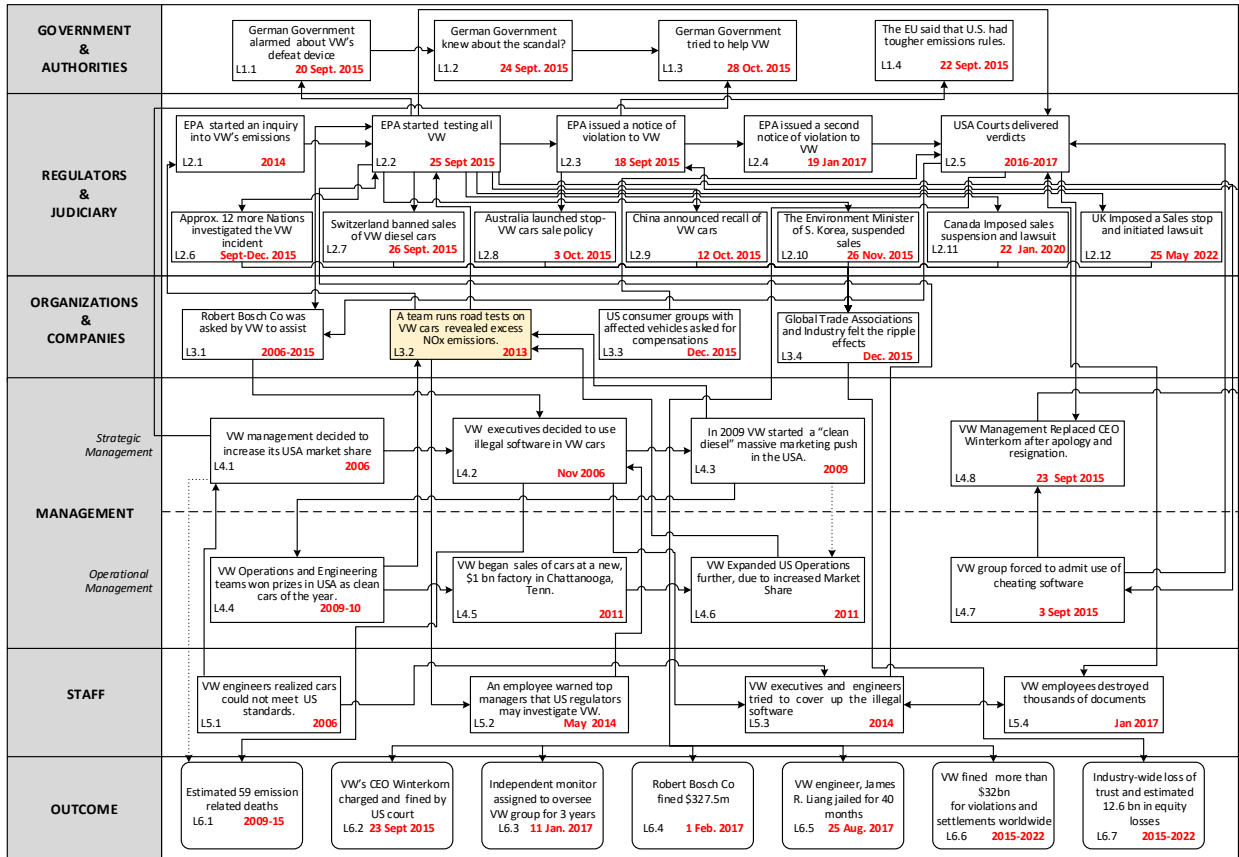 GOVERNMENT
&
AUTHORITIES
German Government
alarmed about VW's
defeat device
L1.1 20 Sept. 2015
German Government
knew about the scandal?
L1.2 24 Sept. 2015
German Government
tried to help VW
L1.3 28 Oct. 2015
The EU said that U.S. had
tougher emissions rules.
L1.4 22 Sept. 2015
REGULATORS
&
JUDICIARY
EPA started an inquiry
into VW's emissions
L2.1 2014
EPA started testing all
VW
L2.2 25 Sept 2015
EPA issued a notice of
violation to VW
L2.3 18 Sept 2015
EPA issued a second
notice of violation to
VW
L2.4 19 Jan 2017
USA Courts delivered
verdicts
L2.5 2016-2017
Approx. 12 more Nations
investigated the VW
incident
L2.6 Sept-Dec. 2015
Switzerland banned sales
of VW diesel cars
L2.7 26 Sept. 2015
Australia launched stop-
VW cars sale policy
L2.8 3 Oct. 2015
China announced recall of
VW cars
L2.9 12 Oct. 2015
The Environment Minister
of S. Korea, suspended
sales
L2.10 26 Nov. 2015
Canada Imposed sales
suspension and lawsuit
L2.11 22 Jan. 2020
UK Imposed a Sales stop
and initiated lawsuit
L2.12 25 May 2022
ORGANIZATIONS
&
COMPANIES
Robert Bosch Co was
asked by VW to assist
L3.1 2006-2015
A team runs road tests on
VW cars revealed excess
NOx emissions.
L3.2 2013
US consumer groups with
affected vehicles asked for
compensations
L3.3 Dec. 2015
Global Trade Associations
and Industry felt the ripple
effects
L3.4 Dec. 2015
MANAGEMENT
Strategic
Management
VW management decided to
increase its USA market share
L4.1 2006
VW executives decided to use
illegal software in VW cars
L4.2 Nov 2006
In 2009 VW started a "clean
diesel" massive marketing push
in the USA.
L4.3 2009
VW Management Replaced CEO
Winterkorn after apology and
resignation.
L4.8 23 Sept 2015
Operational
Management
VW Operations and Engineering
teams won prizes in USA as clean
cars of the year.
L4.4 2009-10
VW began sales of cars at a new,
$1 bn factory in Chattanooga,
Tenn.
L4.5 2011
VW Expanded US Operations
further, due to increased Market
Share
L4.6 2011
VW group forced to admit use of
cheating software
L4.7 3 Sept 2015
STAFF
VW engineers realized cars
could not meet US
standards.
L5.1 2006
An employee warned top
managers that US regulators
may investigate VW.
L5.2 May 2014
VW executives and engineers
tried to cover up the illegal
software
L5.3 2014
VW employees destroyed
thousands of documents
L5.4 Jan 2017
OUTCOME
Estimated 59 emission
related deaths
L6.1 2009-15
VW's CEO Winterkorn
charged and fined by
US court
L6.2 23 Sept 2015
Independent monitor
assigned to oversee
VW group for 3 years
L6.3 11 Jan. 2017
Robert Bosch Co
fined $327.5m
L6.4 1 Feb. 2017
VW engineer, James
R. Liang jailed for 40
months
L6.5 25 Aug. 2017
VW fined more than
$32bn
for violations and
settlements worldwide
L6.6 2015-2022
Industry-wide loss of
trust and estimated
12.6 bn in equity
losses
L6.7 2015-2022